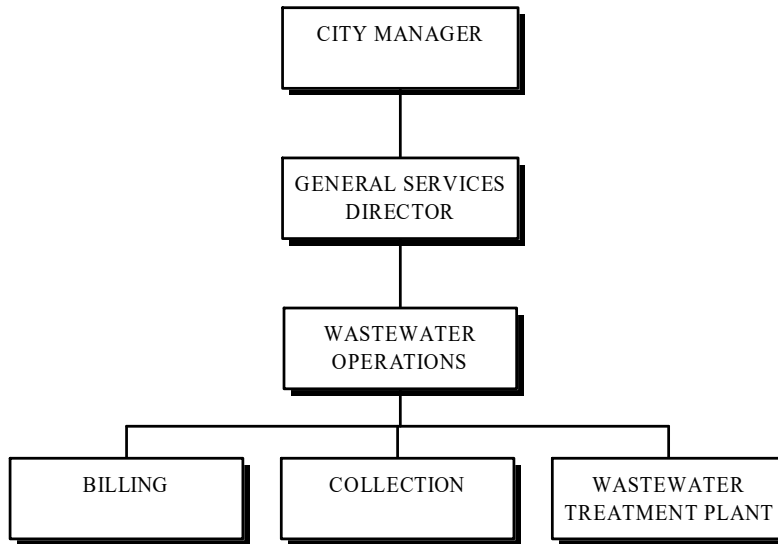 CITY MANAGER
GENERAL SERVICES
DIRECTOR
WASTEWATER
OPERATIONS
BILLING
COLLECTION
WASTEWATER
TREATMENT PLANT